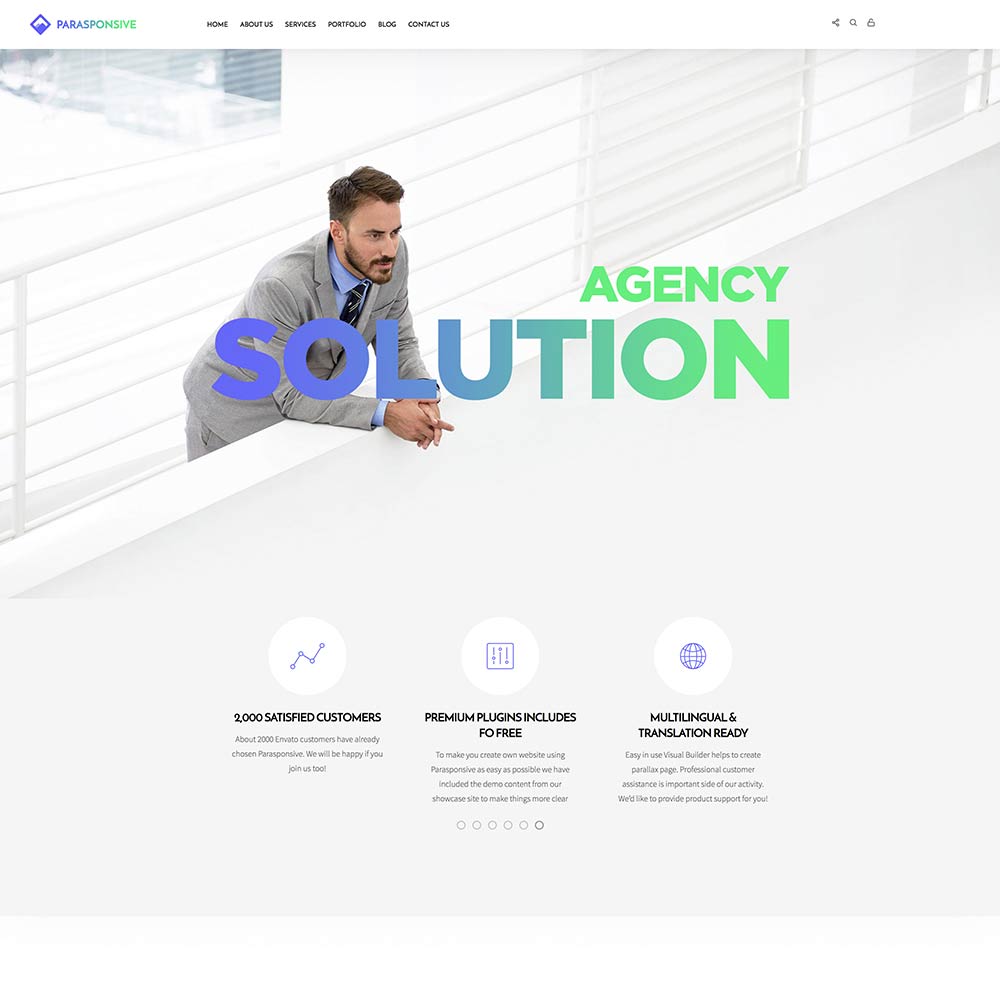 PARASPONSIVE
HOME ABOUT US SERVICES PORTFOLIO BLOG CONTACT US
AGENCY
SOLUTION
2,000 SATISFIED CUSTOMERS
About 2000 Envato customers have already
chosen Parasponsive. We will be happy if you
join us too!
PREMIUM PLUGINS INCLUDES
FO FREE
To make you create own website using
Parasponsive as easy as possible we have
included the demo content from our
showcase site to make things more clear
MULTILINGUAL &
TRANSLATION READY
Easy in use Visual Builder helps to create
parallax page. Professional customer
assistance is important side of our activity.
We'd like to provide product support for you!